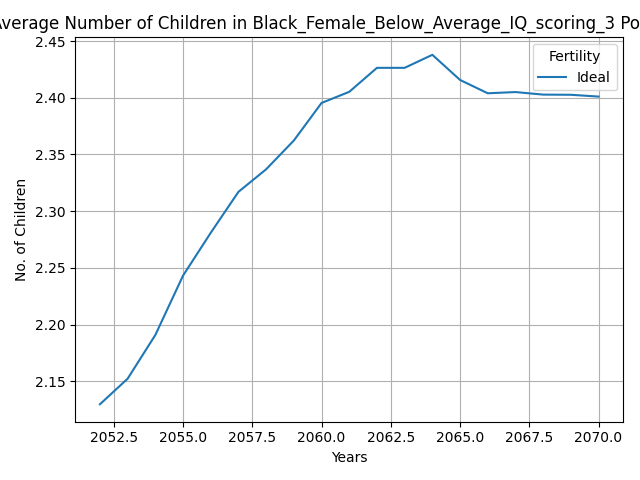 Average Number of Children in Black_Female_Below_Average_IQ_scoring_3 Po
2.45
2.40
2.35
2.30
2.25
2.20
2.15
No. of Children
Fertility
Ideal
2052.5 2055.0 2057.5 2060.0 2062.5 2065.0 2067.5 2070.0
Years